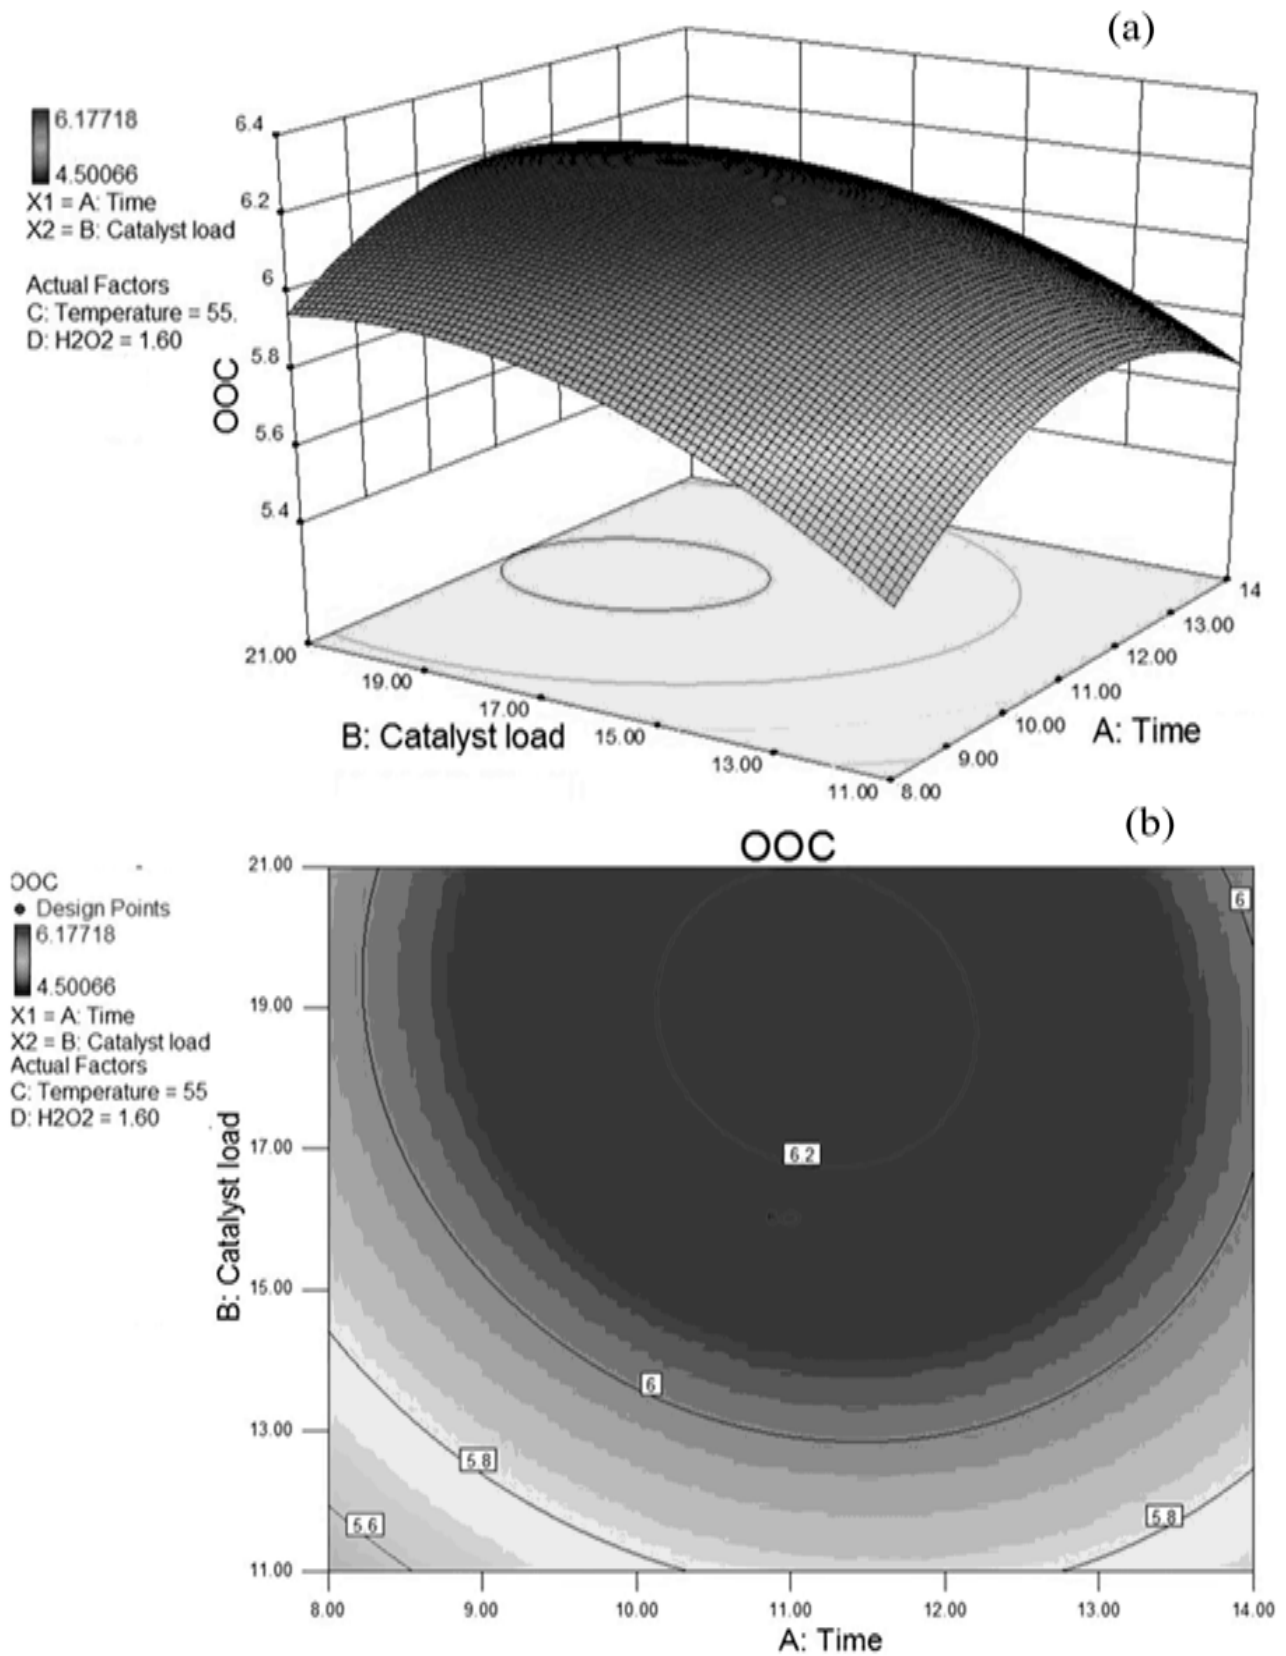 (a)
6.17718
4.50066
X1 = A: Time
X2 = B: Catalyst load
Actual Factors
C: Temperature = 55.
D: H2O2 = 1.60
6.4
6.2
6
5.8
5.6
5.4
OOC
21.00
19.00
17.00
15.00
13.00
11.00
B: Catalyst load
8.00
9.00
10.00
11.00
12.00
13.00
14
A: Time
(b)
OOC
OOC
Design Points
6.17718
4.50066
X1 = A: Time
X2 = B: Catalyst load
Actual Factors
C: Temperature = 55
D: H2O2 = 1.60
B: Catalyst load
21.00
19.00
17.00
15.00
13.00
11.00
6
6.2
6
5.8
5.8
5.6
8.00
9.00
10.00
11.00
12.00
13.00
14.00
A: Time